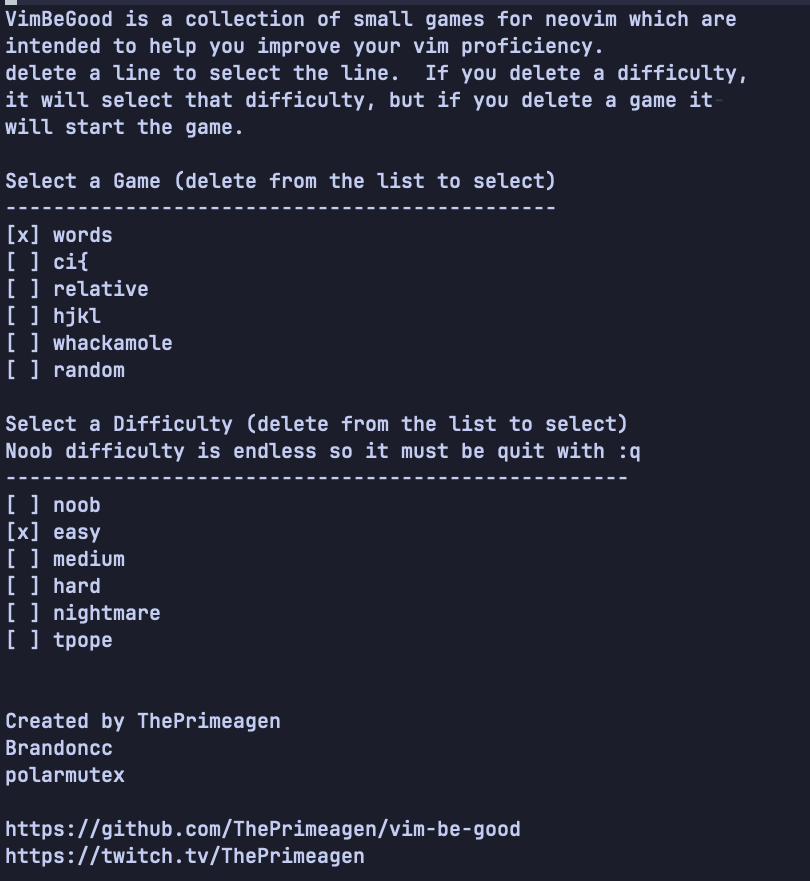 VimBeGood is a collection of small games for neovim which are
intended to help you improve your vim proficiency.
delete a line to select the line.  If you delete a difficulty,
it will select that difficulty, but if you delete a game it-
will start the game.

Select a Game (delete from the list to select)
----------------------------------------------
[x] words
[ ] ci{
[ ] relative
[ ] hjkl
[ ] whackamole
[ ] random

Select a Difficulty (delete from the list to select)
Noob difficulty is endless so it must be quit with :q
----------------------------------------------------
[ ] noob
[x] easy
[ ] medium
[ ] hard
[ ] nightmare
[ ] tpope

Created by ThePrimeagen
Brandoncc
polarmutex

https://github.com/ThePrimeagen/vim-be-good
https://twitch.tv/ThePrimeagen